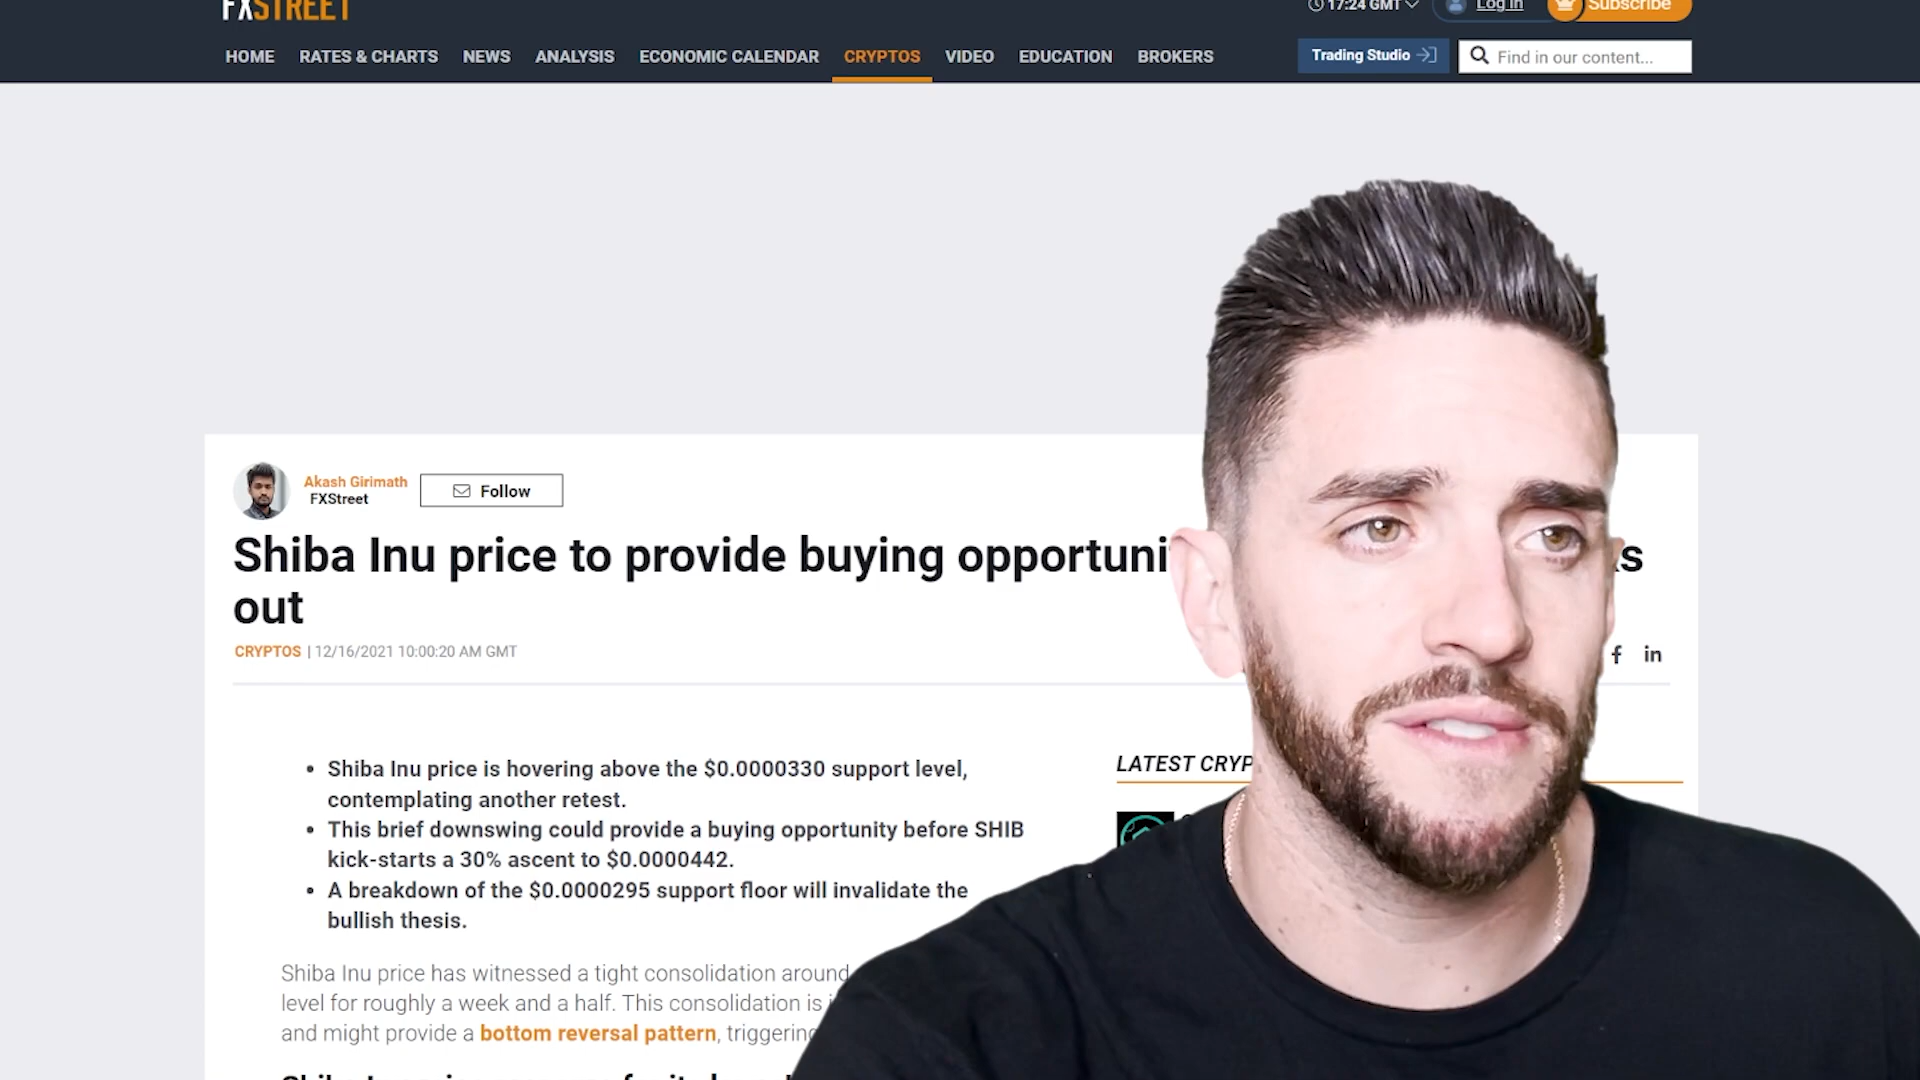 FXSTREET
17:24 GMT
Log in
Subscribe
HOME RATES & CHARTS NEWS ANALYSIS ECONOMIC CALENDAR CRYPTOS VIDEO EDUCATION BROKERS
Trading Studio
Find in our content...
Akash Girimath
FXStreet
Follow
Shiba Inu price to provide buying
out
CRYPTOS | 12/16/2021 10:00:20 AM GMT
f in
• Shiba Inu price is hovering above the $0.0000330 support level,
contemplating another retest.
• This brief downswing could provide a buying opportunity before SHIB
kick-starts a 30% ascent to $0.0000442.
• A breakdown of the $0.0000295 support floor will invalidate the
bullish thesis.
LATEST
Shiba Inu price has witnessed a tight consolidation around
level for roughly a week and a half. This consolidation is
and might provide a bottom reversal pattern, triggering